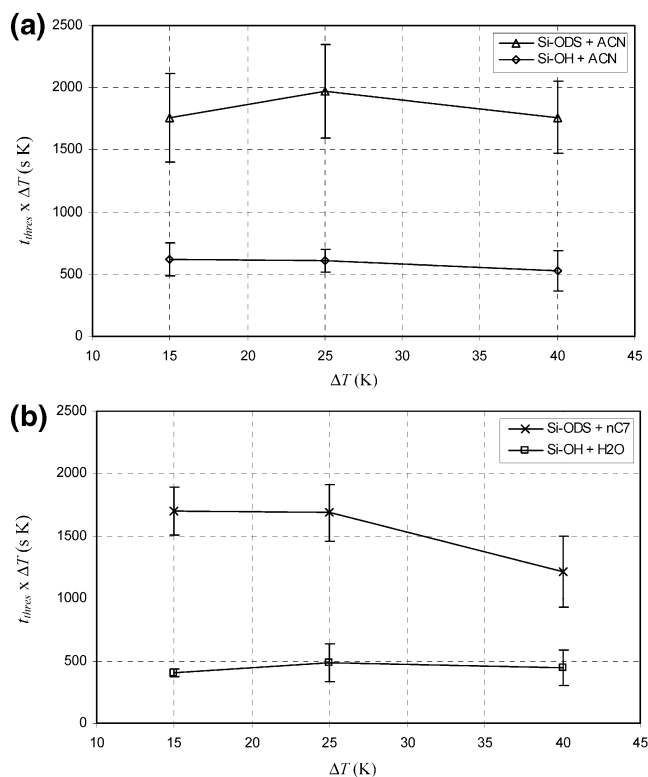 (a)
2500
2000
1500
1000
500
0
t_thres x ΔT (s K)
Si-ODS + ACN
Si-OH + ACN
10 15 20 25 30 35 40 45
ΔT (K)
(b)
2500
2000
1500
1000
500
0
t_thres x ΔT (s K)
Si-ODS + nC7
Si-OH + H2O
10 15 20 25 30 35 40 45
ΔT (K)